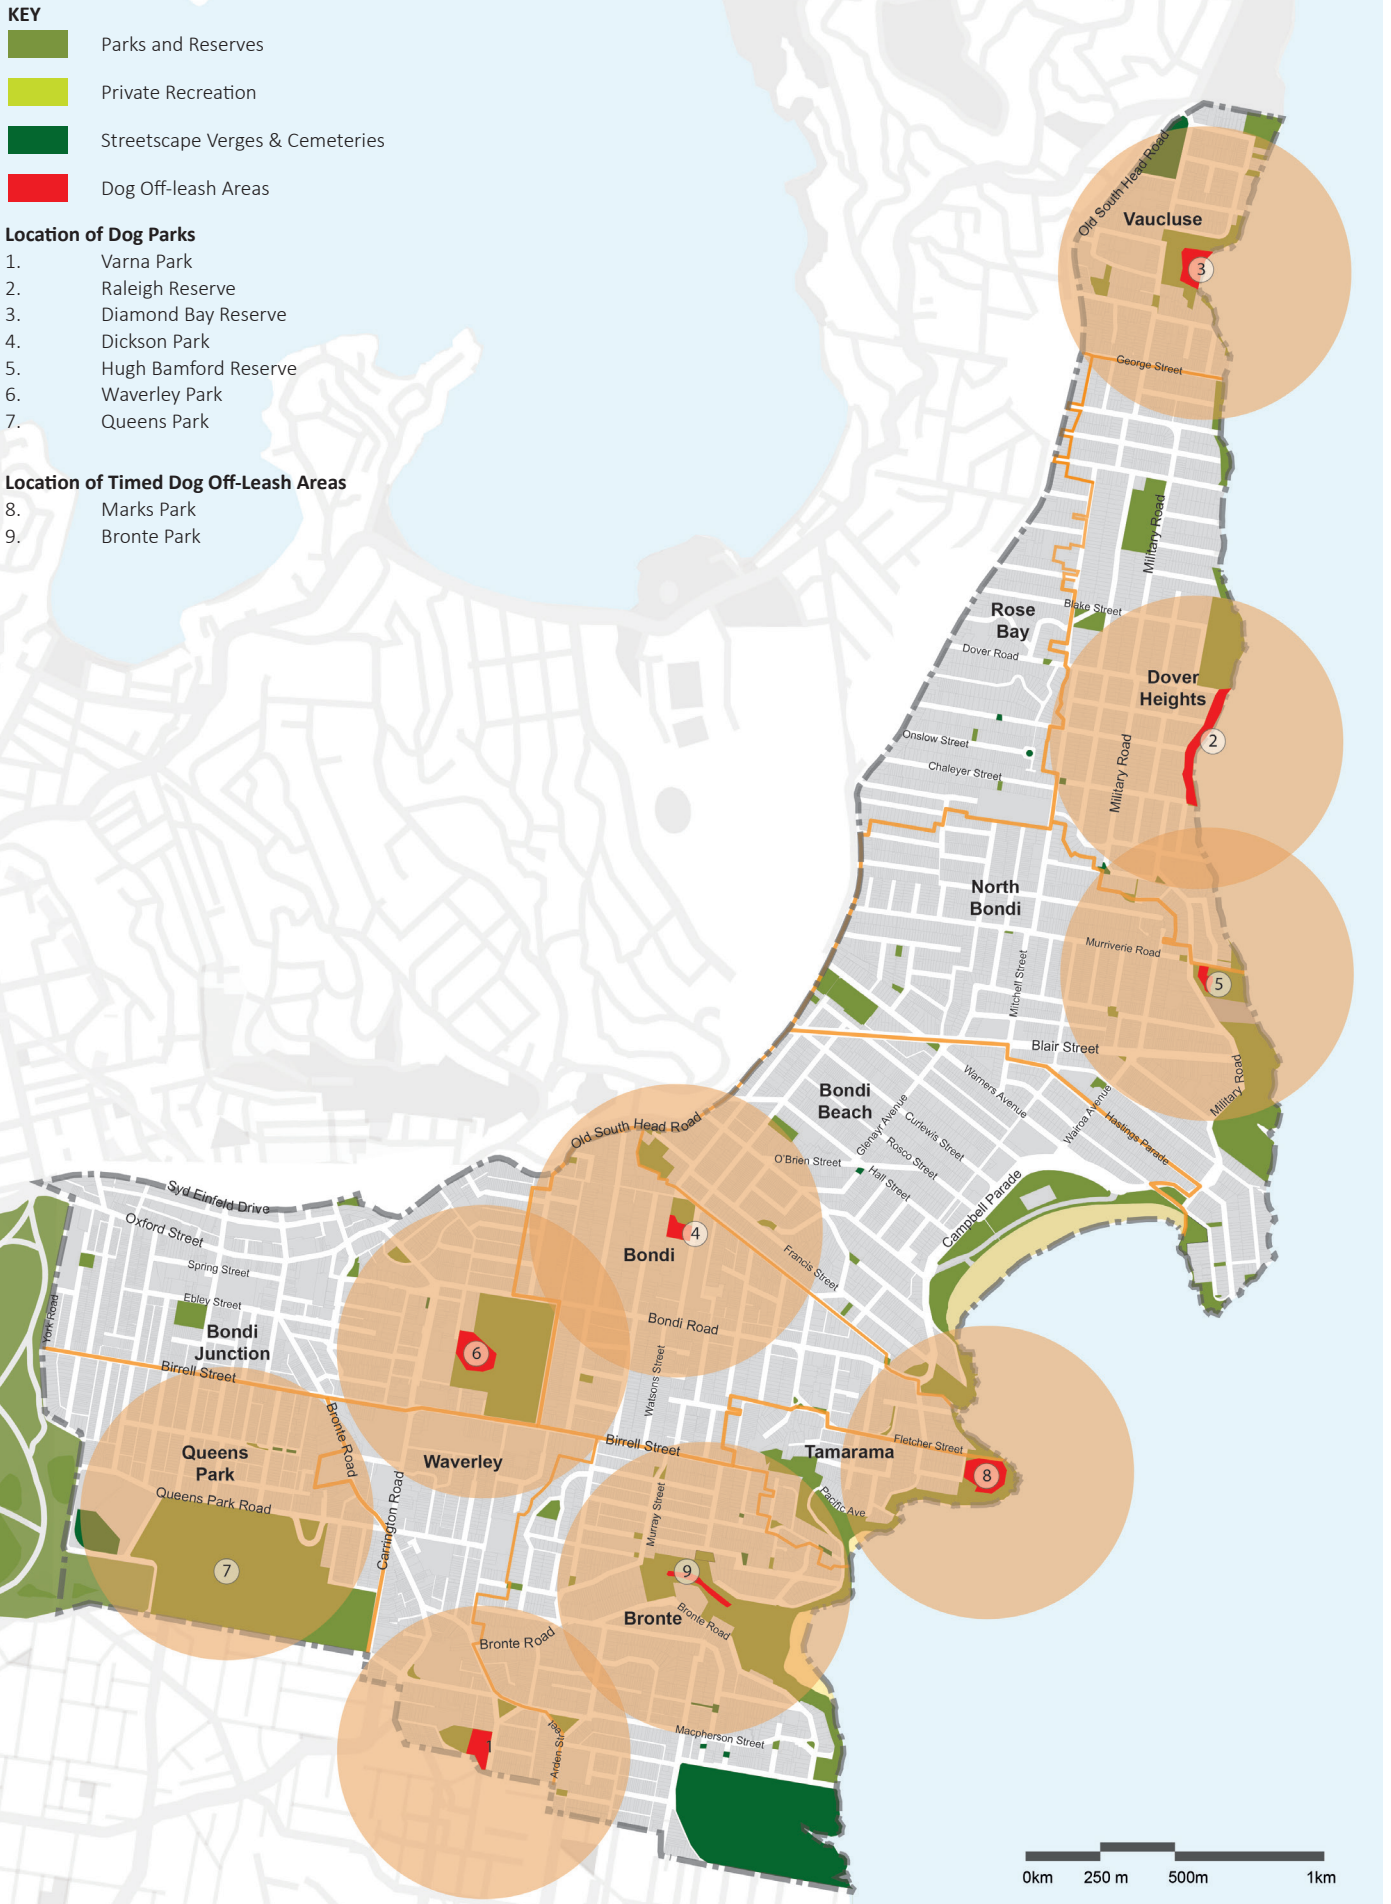 KEY
Parks and Reserves
Private Recreation
Streetscape Verges & Cemeteries
Dog Off-leash Areas
Location of Dog Parks
1. Varna Park
2. Raleigh Reserve
3. Diamond Bay Reserve
4. Dickson Park
5. Hugh Bamford Reserve
6. Waverley Park
7. Queens Park
Location of Timed Dog Off-Leash Areas
8. Marks Park
9. Bronte Park
Old South Head Road
Vaucluse
3
George Street
Military Road
Rose
Bay
Blake Street
Dover Road
Dover
Heights
Onslow Street
2
Chaleyer Street
Military Road
North
Bondi
Murriverie Road
Mitchell Street
5
Blair Street
Military Road
Bondi
Beach
Warners Avenue
Wairoa Avenue
Hastings Parade
Glenayr Avenue
Curlewis Street
Rosco Street
O'Brien Street
Hall Street
Campbell Parade
Old South Head Road
4
Bondi
Francis Street
Bondi Road
Syd Einfeld Drive
Oxford Street
Spring Street
Ebley Street
York Road
Bondi
Junction
Birrell Street
6
Watsons Street
Bronte Road
Queens
Park
Waverley
Birrell Street
Tamarama
Fletcher Street
8
Queens Park Road
Carrington Road
Murray Street
Pacific Ave
7
9
Bronte
Bronte Road
Bronte Road
1
Arden Street
Macpherson Street
0km 250 m 500m 1km